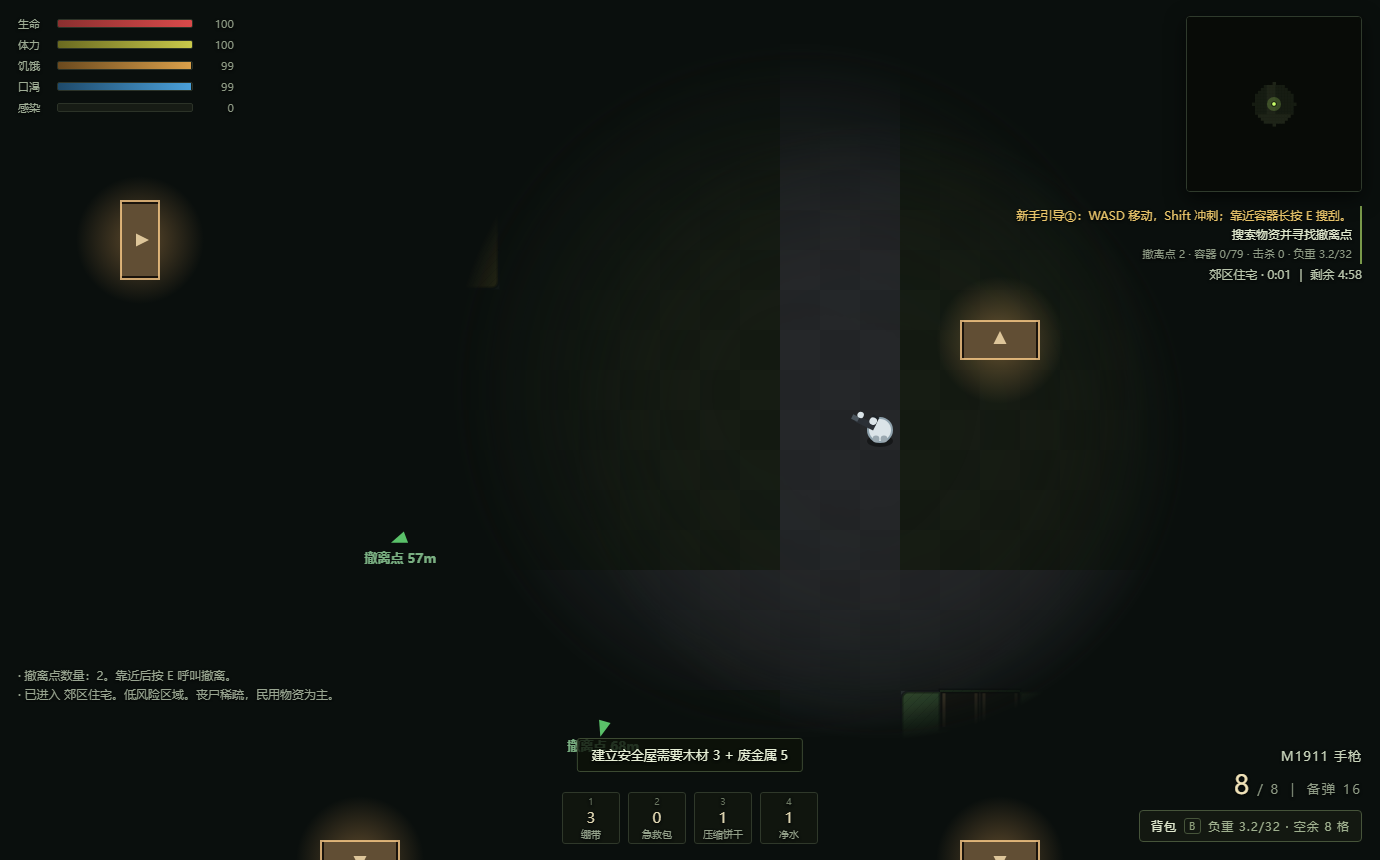 生命 100
体力 100
饥饿 99
口渴 99
感染 0
新手引导①：WASD 移动，Shift 冲刺；靠近容器长按 E 搜刮。
搜索物资并寻找撤离点
撤离点 2 · 容器 0/79 · 击杀 0 · 负重 3.2/32
郊区住宅 · 0:01 | 剩余 4:58
撤离点 57m
· 撤离点数量：2。靠近后按 E 呼叫撤离。
· 已进入 郊区住宅。低风险区域。丧尸稀疏，民用物资为主。
撤离点 68m
建立安全屋需要木材 3 + 废金属 5
1 2 3 4
3 0 1 1
绷带 急救包 压缩饼干 净水
M1911 手枪
8 / 8 | 备弹 16
背包 B 负重 3.2/32 · 空余 8 格